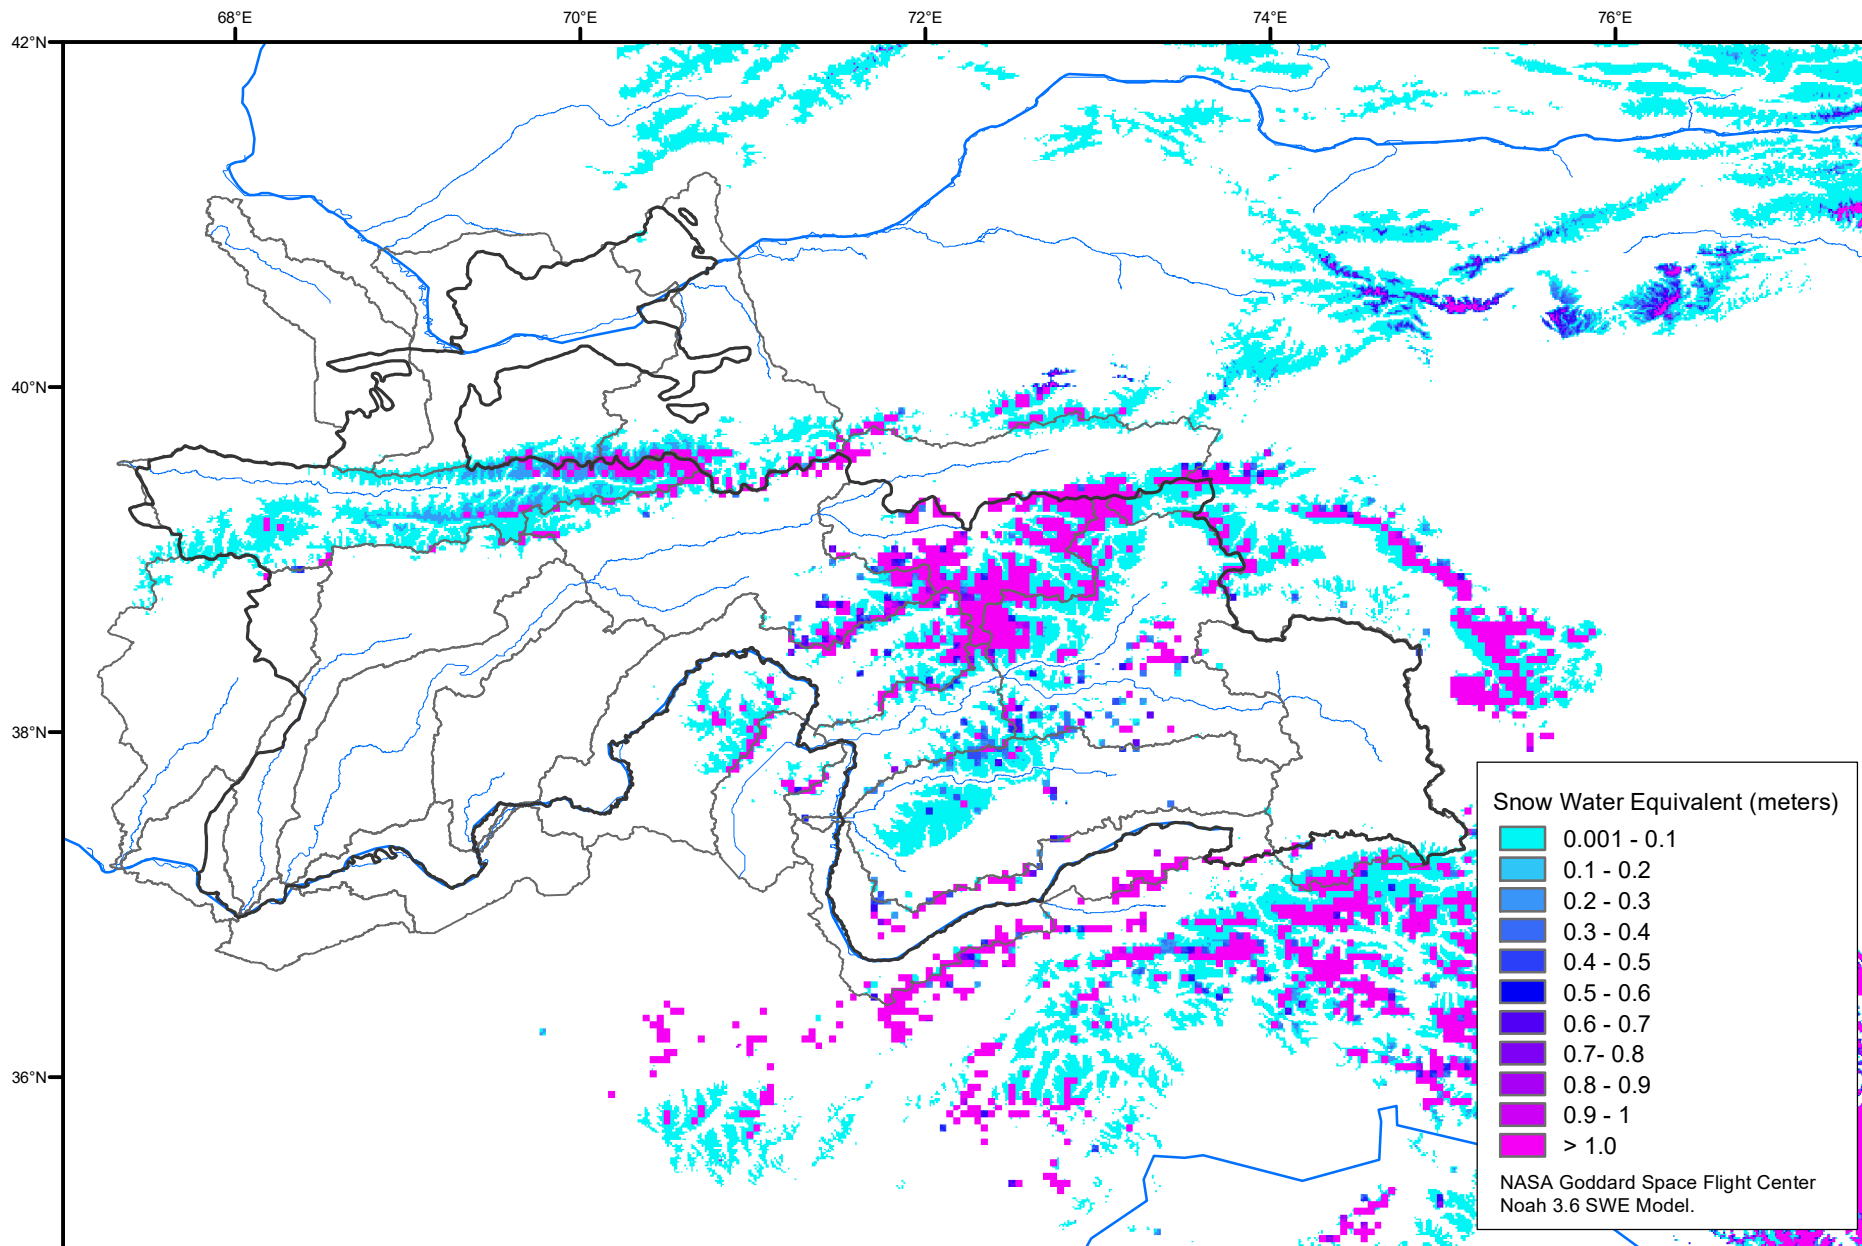 68°E
70°E
72°E
74°E
76°E
42°N
40°N
38°N
36°N
Snow Water Equivalent (meters)
0.001 - 0.1
0.1 - 0.2
0.2 - 0.3
0.3 - 0.4
0.4 - 0.5
0.5 - 0.6
0.6 - 0.7
0.7- 0.8
0.8 - 0.9
0.9 - 1
> 1.0
NASA Goddard Space Flight Center
Noah 3.6 SWE Model.